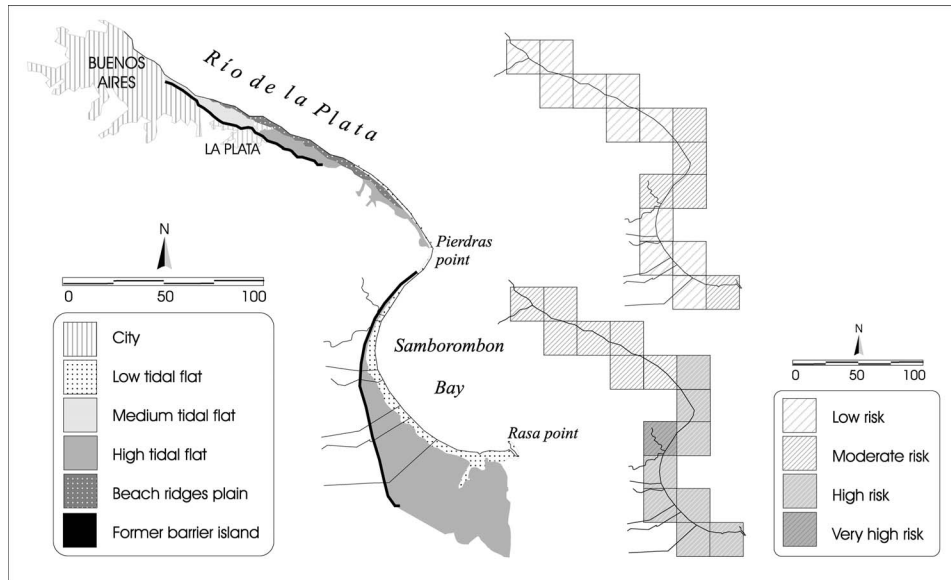 BUENOS
AIRES
Río de la Plata
LA PLATA
Pierdras
point
N
0 50 100
Samborombon
Bay
Rasa point
City
Low tidal flat
Medium tidal flat
High tidal flat
Beach ridges plain
Former barrier island
N
0 50 100
Low risk
Moderate risk
High risk
Very high risk